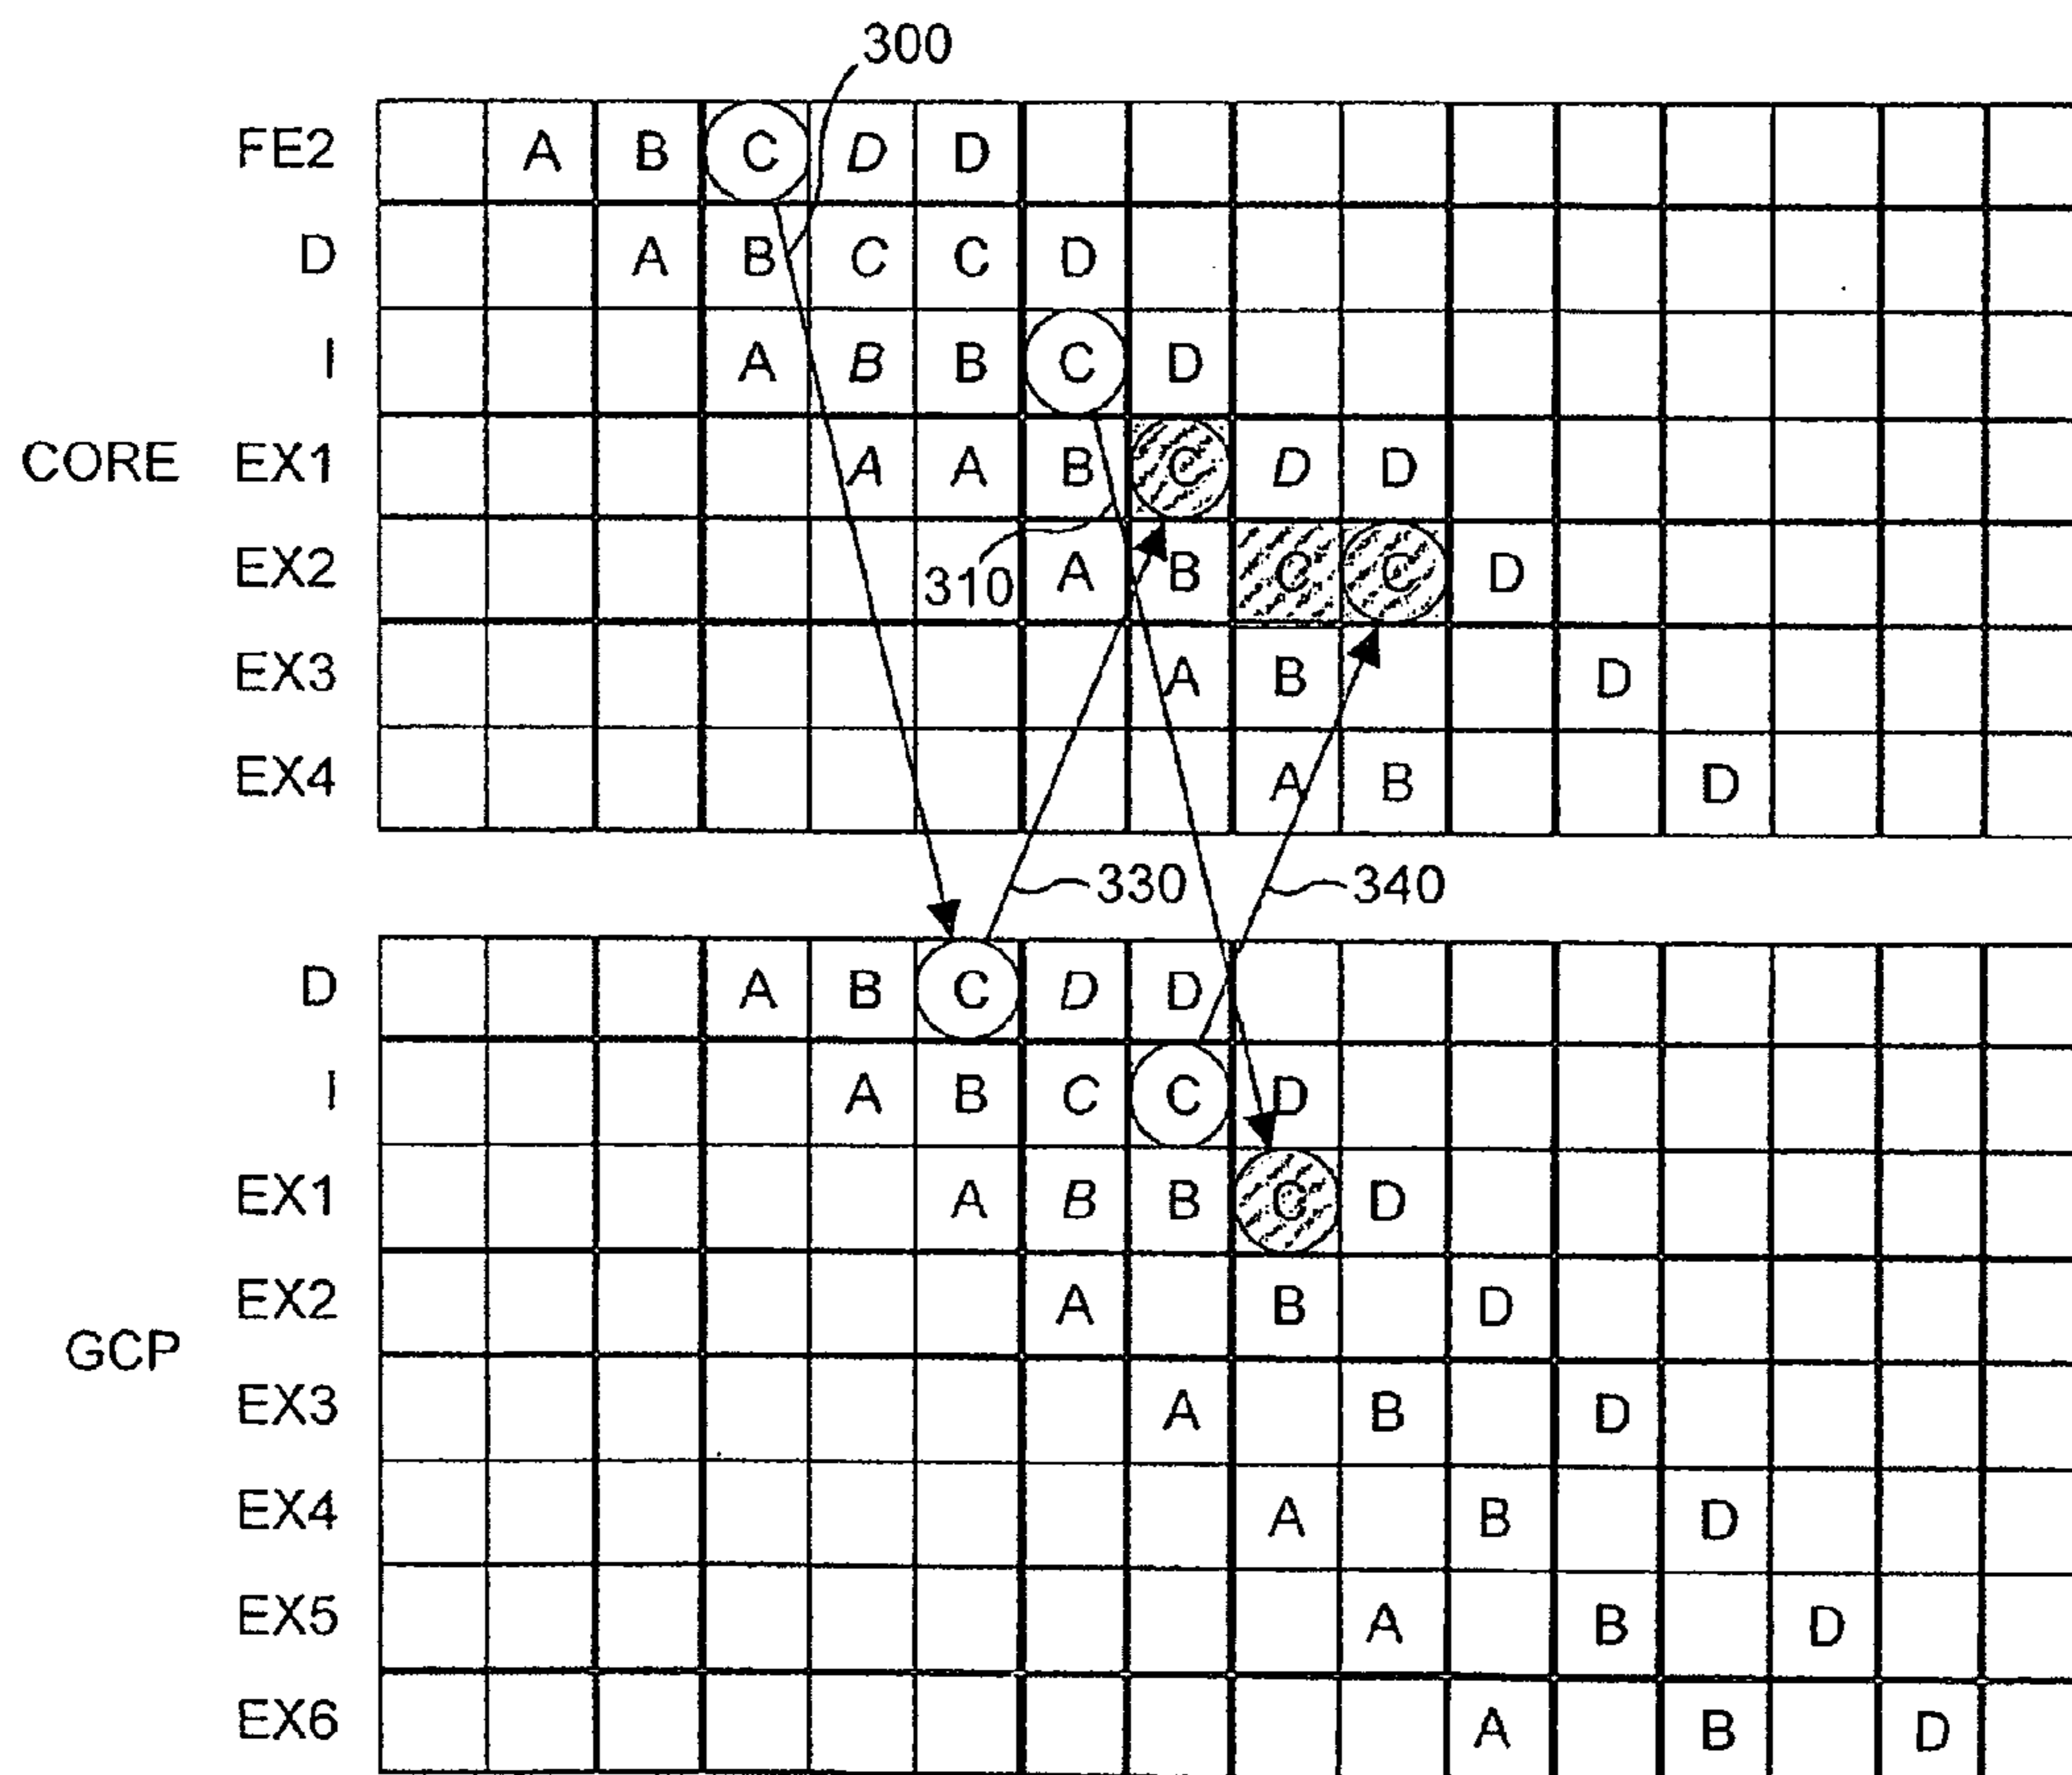 300
FE2 A B C D D
D A B C C D
I A B B C D
CORE EX1 A A B C D D
EX2 310 A B C C D
EX3 A B D
EX4 A B D
330 340
D A B C D D
I A B C C D
EX1 A B B C D
EX2 A B D
GCP
EX3 A B D
EX4 A B D
EX5 A B D
EX6 A B D